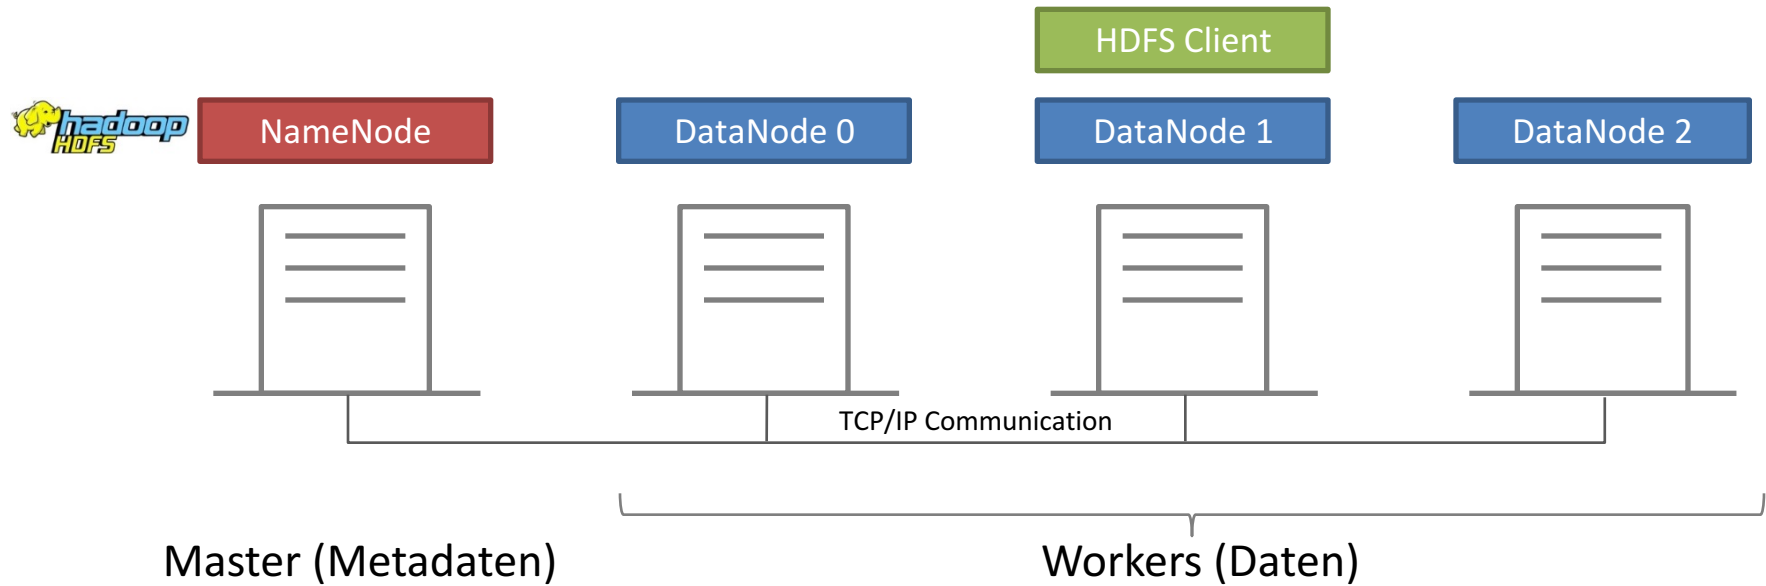 HDFS Client
hadoop
HDFS
NameNode
DataNode 0
DataNode 1
DataNode 2
TCP/IP Communication
Master (Metadaten)
Workers (Daten)